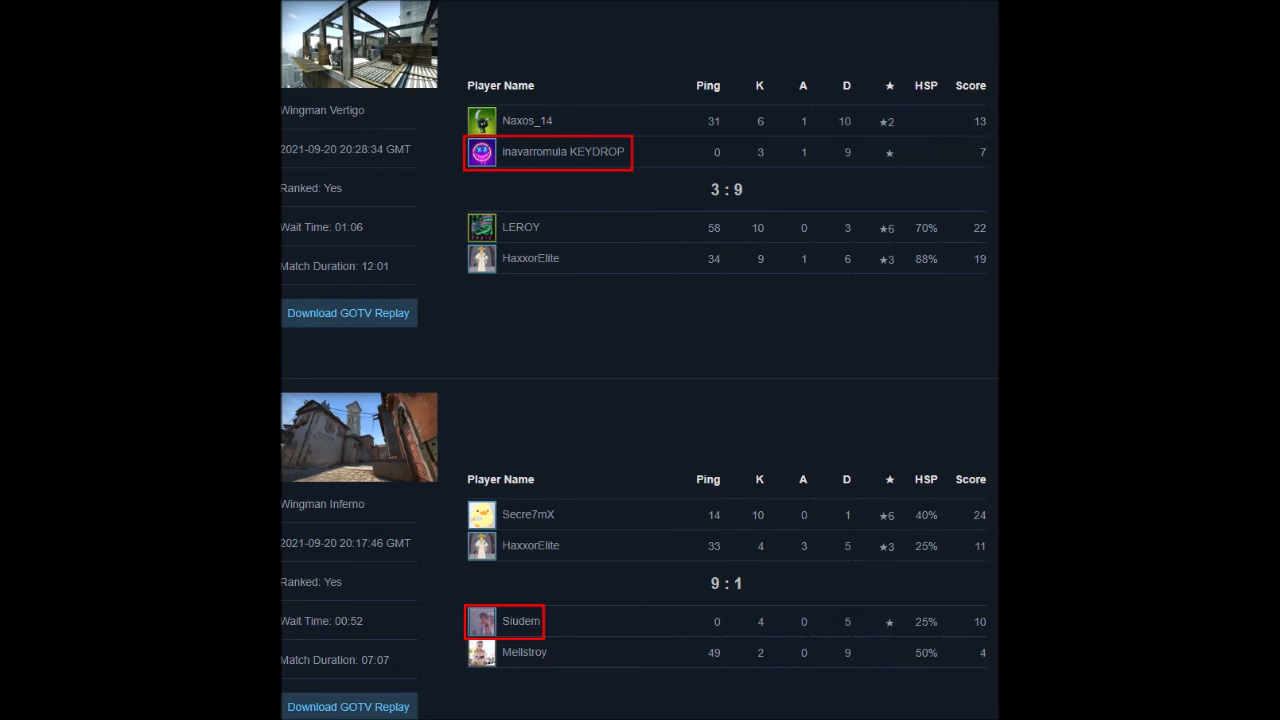 Player Name Ping K A D ★ HSP Score
Wingman Vertigo
Naxos_14 31 6 1 10 ★2 13
2021-09-20 20:28:34 GMT
inavarromula KEYDROP 0 3 1 9 ★ 7
Ranked: Yes
3 : 9
Wait Time: 01:06
LEROY 58 10 0 3 ★6 70% 22
Match Duration: 12:01
HaxxorElite 34 9 1 6 ★3 88% 19
Download GOTV Replay
Player Name Ping K A D ★ HSP Score
Wingman Inferno
Secre7mX 14 10 0 1 ★6 40% 24
2021-09-20 20:17:46 GMT
HaxxorElite 33 4 3 5 ★3 25% 11
Ranked: Yes
9 : 1
Wait Time: 00:52
Siudem 0 4 0 5 ★ 25% 10
Match Duration: 07:07
Mellstroy 49 2 0 9 50% 4
Download GOTV Replay